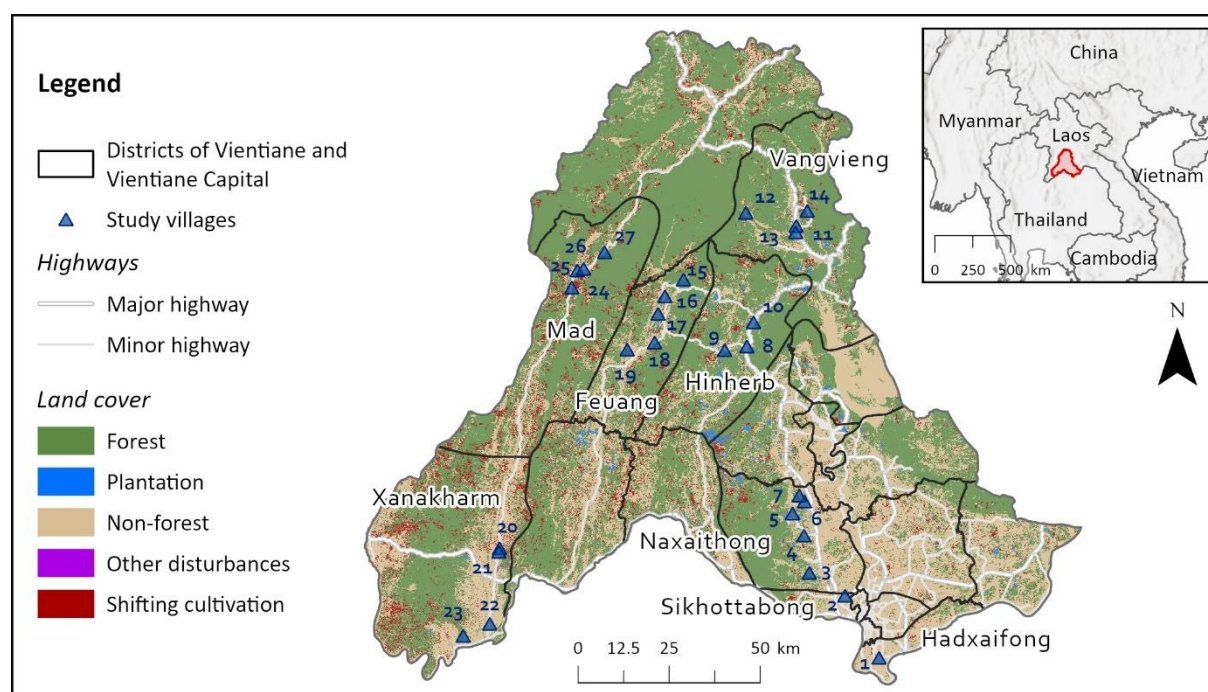 Legend
Districts of Vientiane and
Vientiane Capital
Study villages
Highways
Major highway
Minor highway
Land cover
Forest
Plantation
Non-forest
Other disturbances
Shifting cultivation
Vangvieng
12
14
13
11
26
27
25
24
15
16
10
17
Mad
9
8
18
19
Hinherb
Feuang
Xanakharm
20
21
23
22
7
5
6
Naxaithong
4
3
Sikhottabong
2
Hadxaifong
1
0 12.5 25 50 km
China
Myanmar
Laos
Vietnam
Thailand
Cambodia
0 250 500 km
N